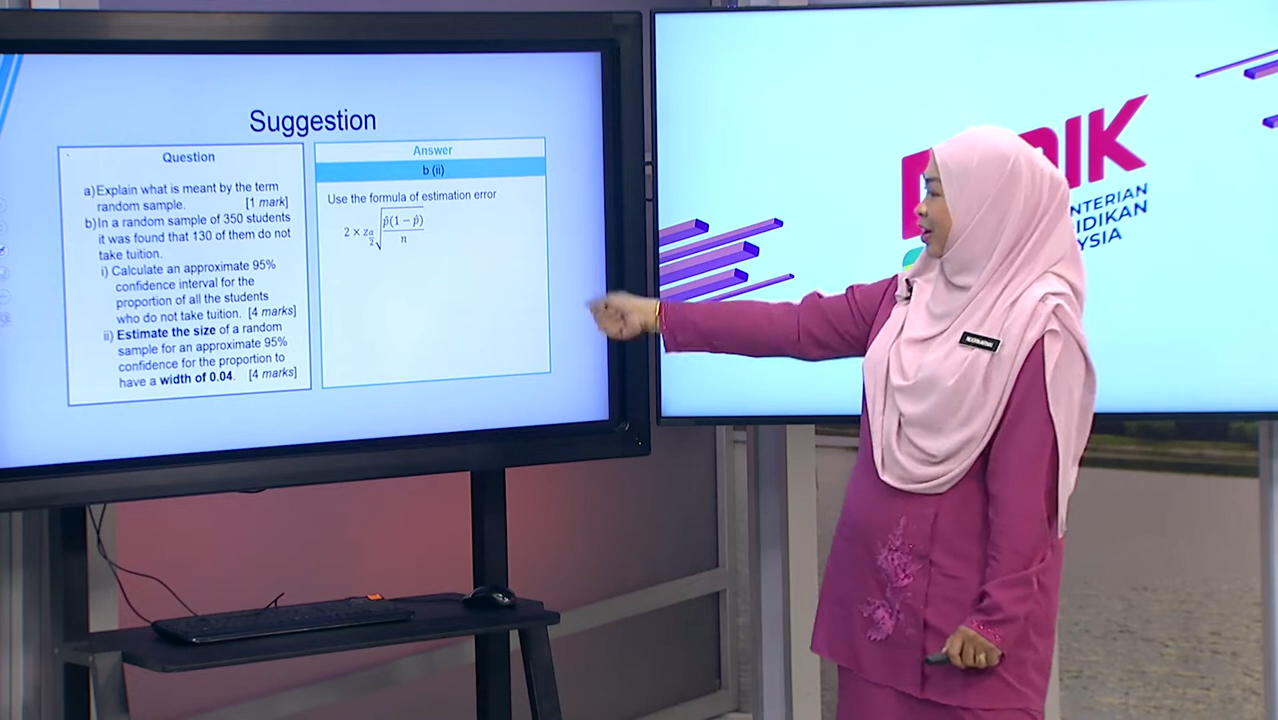 Suggestion
Question
a) Explain what is meant by the term
random sample. [1 mark]
b) In a random sample of 350 students
it was found that 130 of them do not
take tuition.
i) Calculate an approximate 95%
confidence interval for the
proportion of all the students
who do not take tuition. [4 marks]
ii) Estimate the size of a random
sample for an approximate 95%
confidence for the proportion to
have a width of 0.04. [4 marks]
Answer
b (ii)
Use the formula of estimation error
2 × z_{α/2} √(p̂(1 − p̂)/n)
DIK
NTERIAN
IDIKAN
YSIA